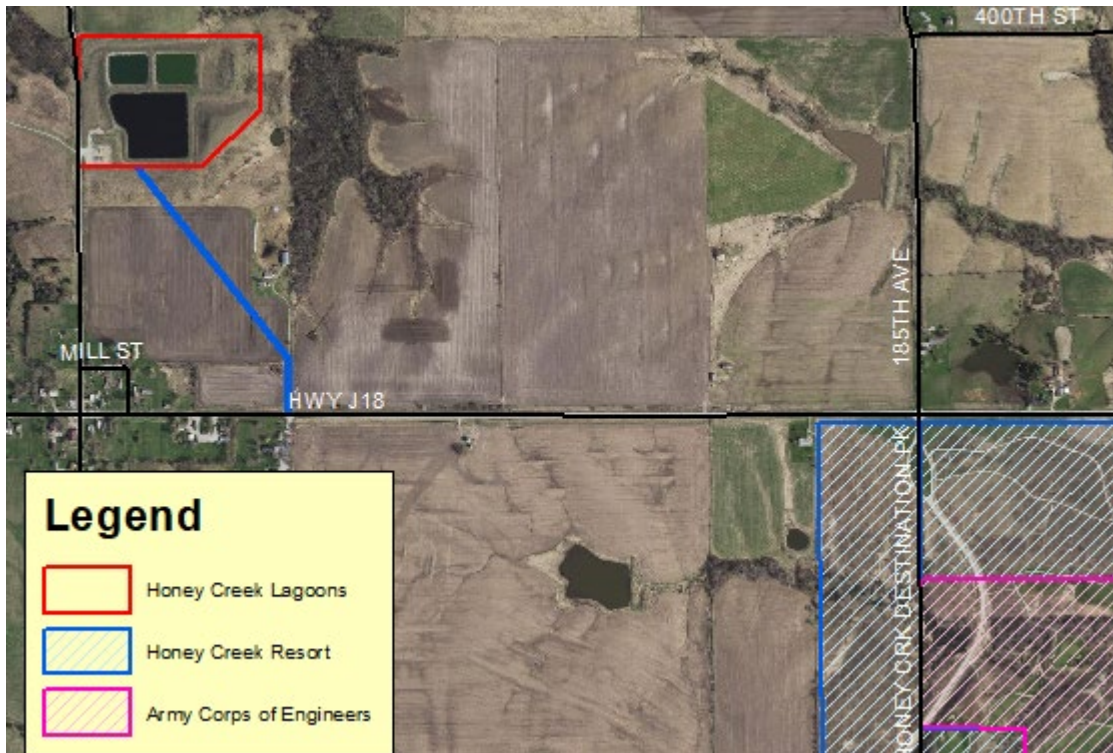 400TH ST
185TH AVE
MILL ST
HWY J18
HONEY CRK DESTINATION PK
Legend
Honey Creek Lagoons
Honey Creek Resort
Army Corps of Engineers